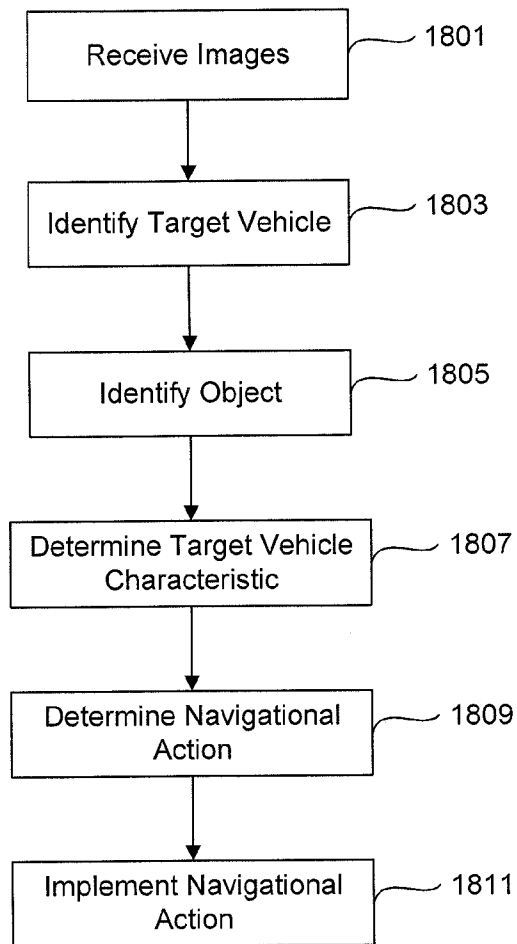 Receive Images
1801
Identify Target Vehicle
1803
Identify Object
1805
Determine Target Vehicle
Characteristic
1807
Determine Navigational
Action
1809
Implement Navigational
Action
1811